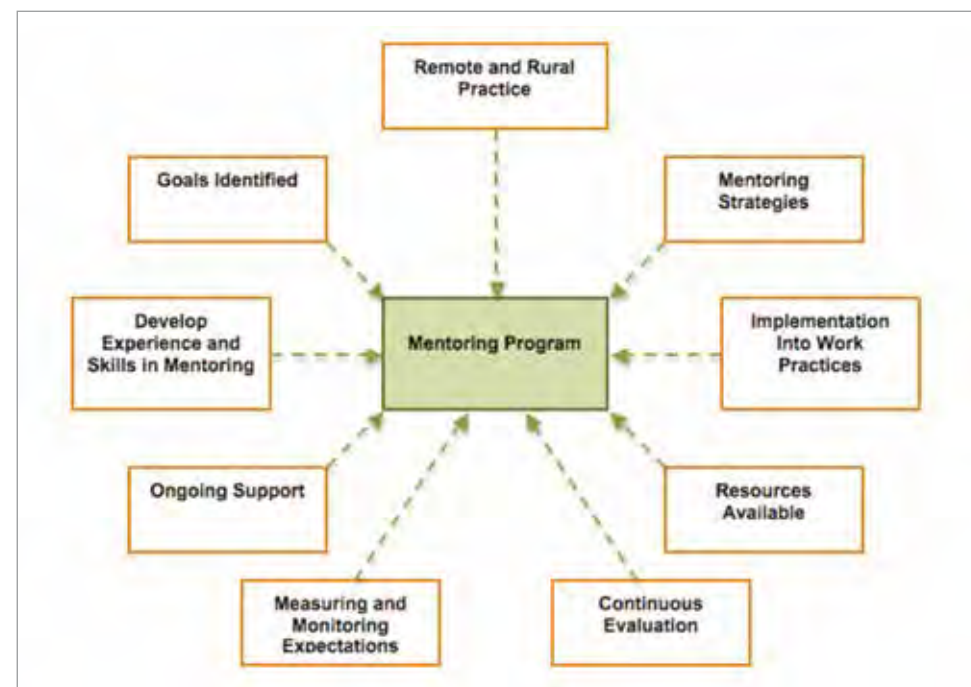 Remote and Rural
Practice
Goals Identified
Mentoring
Strategies
Develop
Experience and
Skills in Mentoring
Mentoring Program
Implementation
Into Work
Practices
Ongoing Support
Resources
Available
Measuring and
Monitoring
Expectations
Continuous
Evaluation